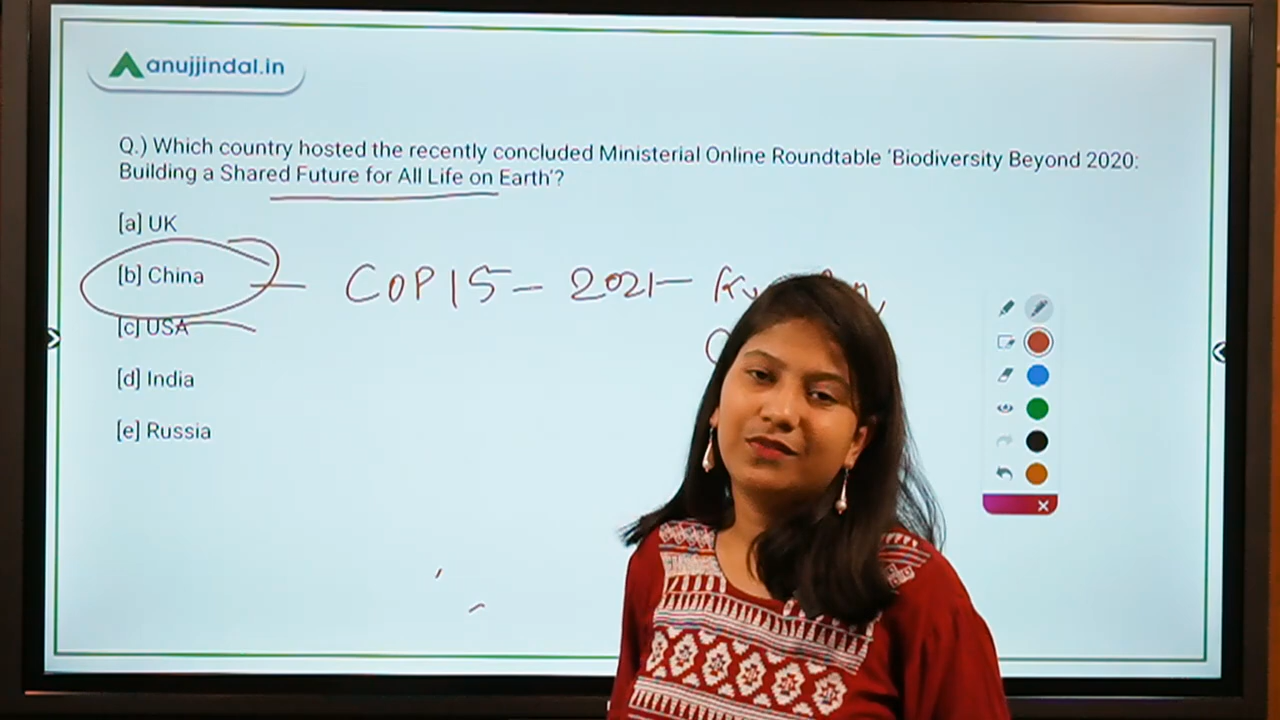 anujjindal.in
Q.) Which country hosted the recently concluded Ministerial Online Roundtable 'Biodiversity Beyond 2020:
Building a Shared Future for All Life on Earth'?
[a] UK
[b] China
COP15 - 2021 -
[c] USA
[d] India
[e] Russia